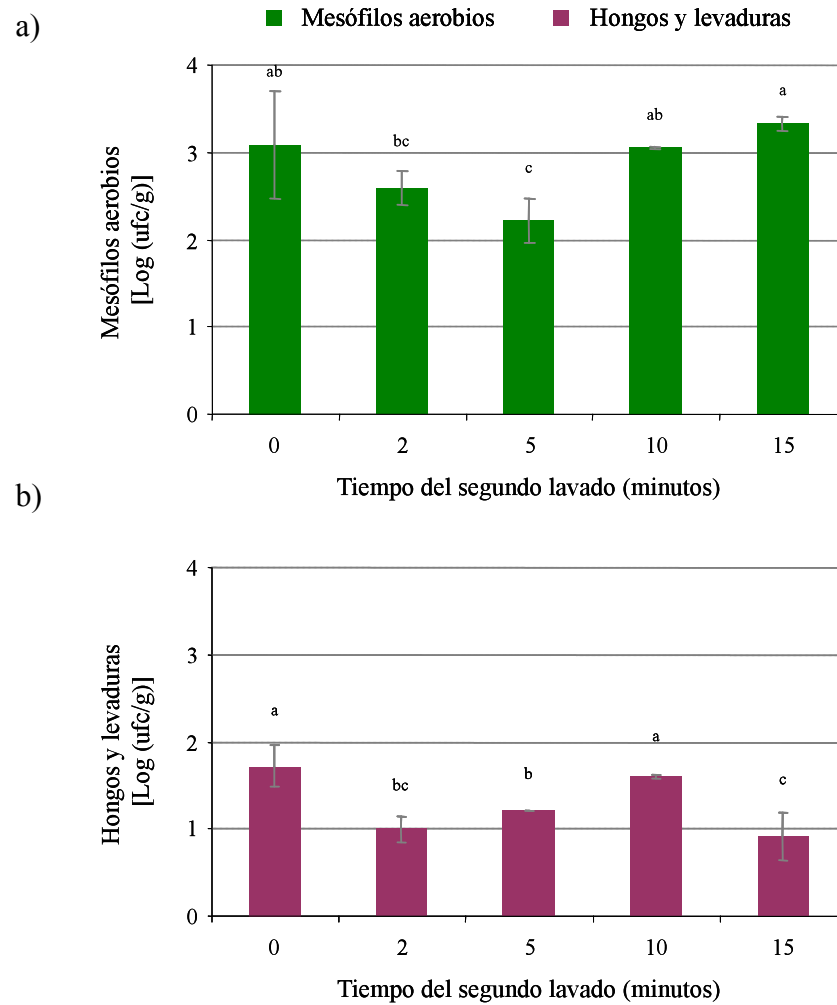 Mesófilos aerobios Hongos y levaduras
a)
4
3
2
1
0
ab
bc
c
ab
a
Mesófilos aerobios
[Log (ufc/g)]
0 2 5 10 15
Tiempo del segundo lavado (minutos)
b)
4
3
2
1
0
a
bc
b
a
c
Hongos y levaduras
[Log (ufc/g)]
0 2 5 10 15
Tiempo del segundo lavado (minutos)